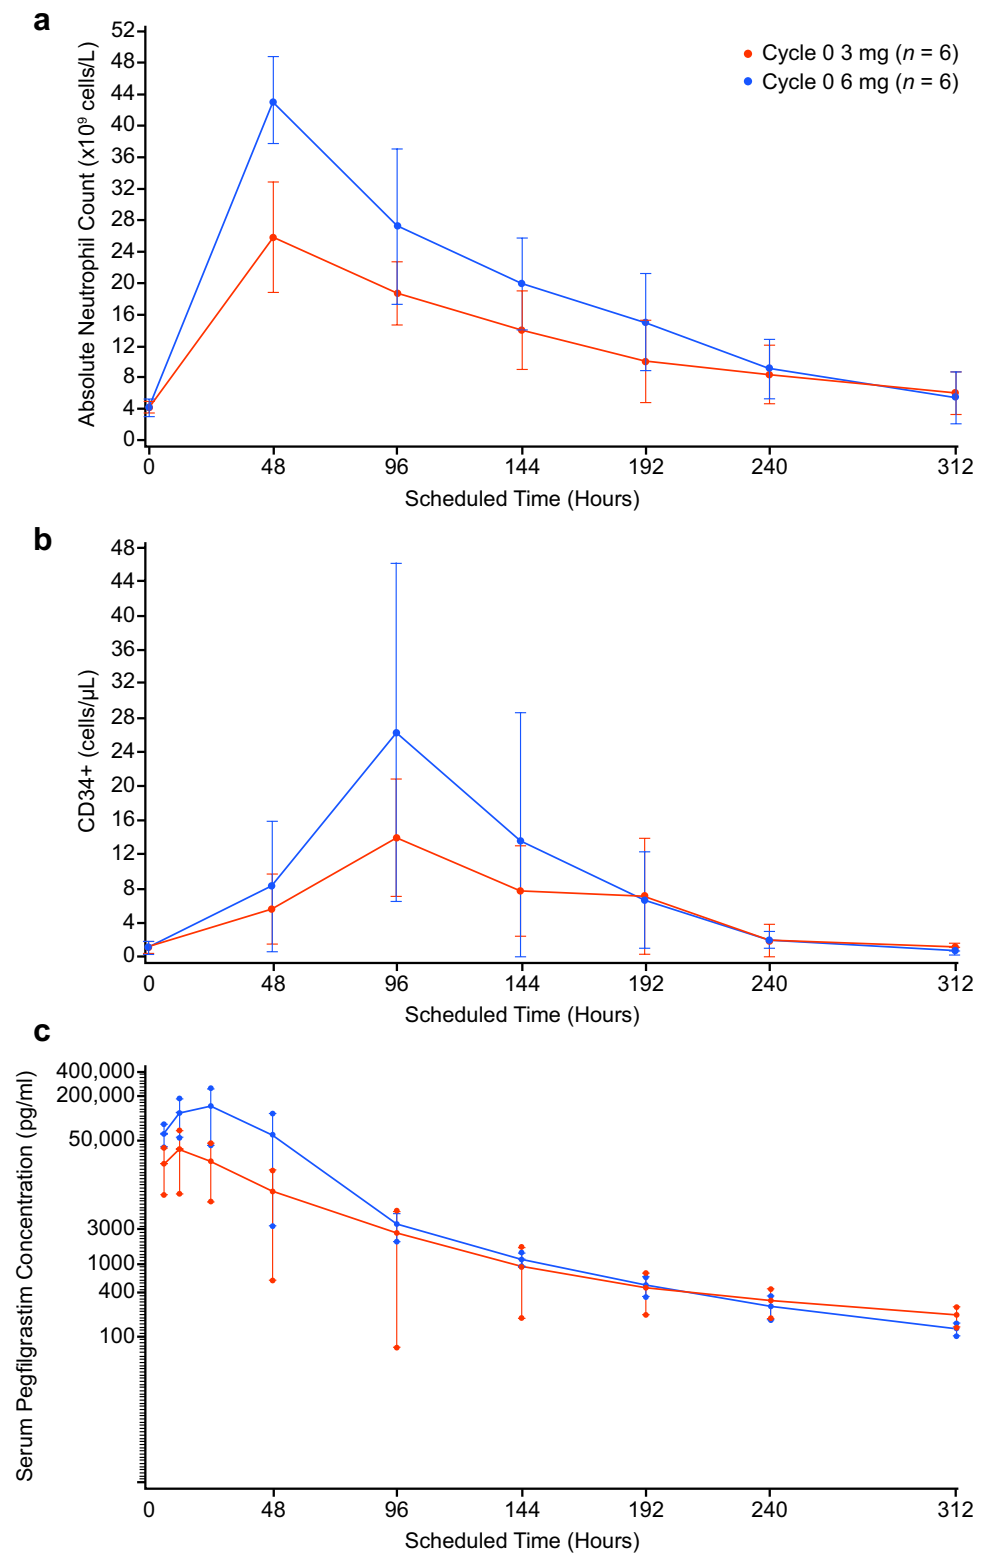 a
Absolute Neutrophil Count (x10⁹ cells/L)
52
48
44
40
36
32
28
24
20
16
12
8
4
0
Cycle 0 3 mg (n = 6)
Cycle 0 6 mg (n = 6)
0 48 96 144 192 240 312
Scheduled Time (Hours)
b
CD34+ (cells/µL)
48
44
40
36
32
28
24
20
16
12
8
4
0
0 48 96 144 192 240 312
Scheduled Time (Hours)
c
Serum Pegfilgrastim Concentration (pg/ml)
400,000
200,000
50,000
3000
1000
400
100
0 48 96 144 192 240 312
Scheduled Time (Hours)